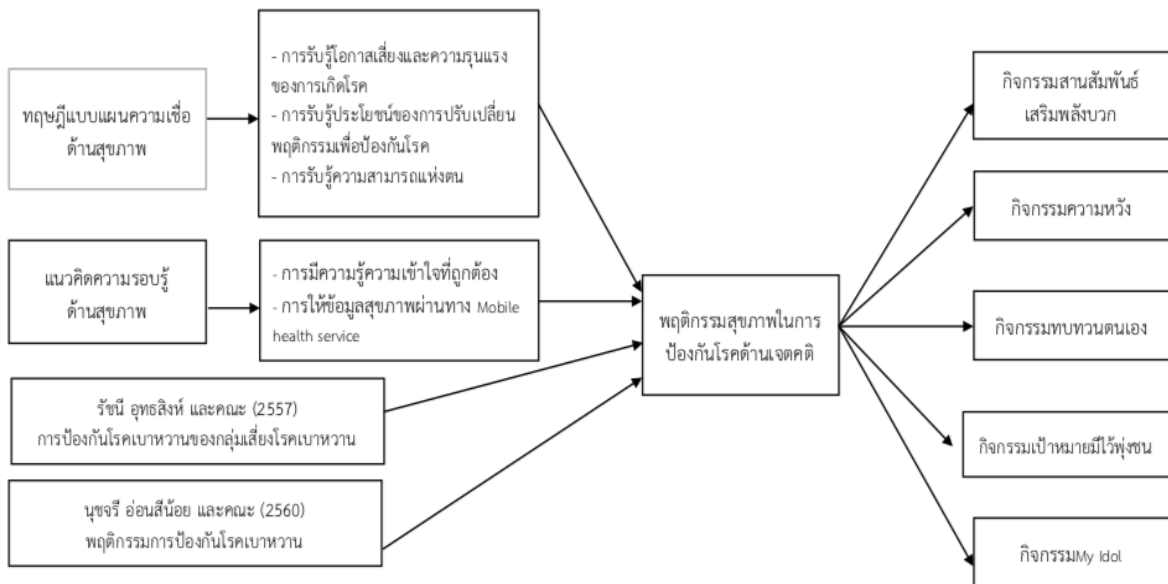 ทฤษฎีแบบแผนความเชื่อ
ด้านสุขภาพ
- การรับรู้โอกาสเสี่ยงและความรุนแรง
ของการเกิดโรค
- การรับรู้ประโยชน์ของการปรับเปลี่ยน
พฤติกรรมเพื่อป้องกันโรค
- การรับรู้ความสามารถแห่งตน
แนวคิดความรอบรู้
ด้านสุขภาพ
- การมีความรู้ความเข้าใจที่ถูกต้อง
- การให้ข้อมูลสุขภาพผ่านทาง Mobile
health service
รัชนี อุทธสิงห์ และคณะ (2557)
การป้องกันโรคเบาหวานของกลุ่มเสี่ยงโรคเบาหวาน
นุชจรี อ่อนสีน้อย และคณะ (2560)
พฤติกรรมการป้องกันโรคเบาหวาน
พฤติกรรมสุขภาพในการ
ป้องกันโรคด้านเจตคติ
กิจกรรมสานสัมพันธ์
เสริมพลังบวก
กิจกรรมความหวัง
กิจกรรมทบทวนตนเอง
กิจกรรมเป้าหมายมีไว้พุ่งชน
กิจกรรมMy Idol